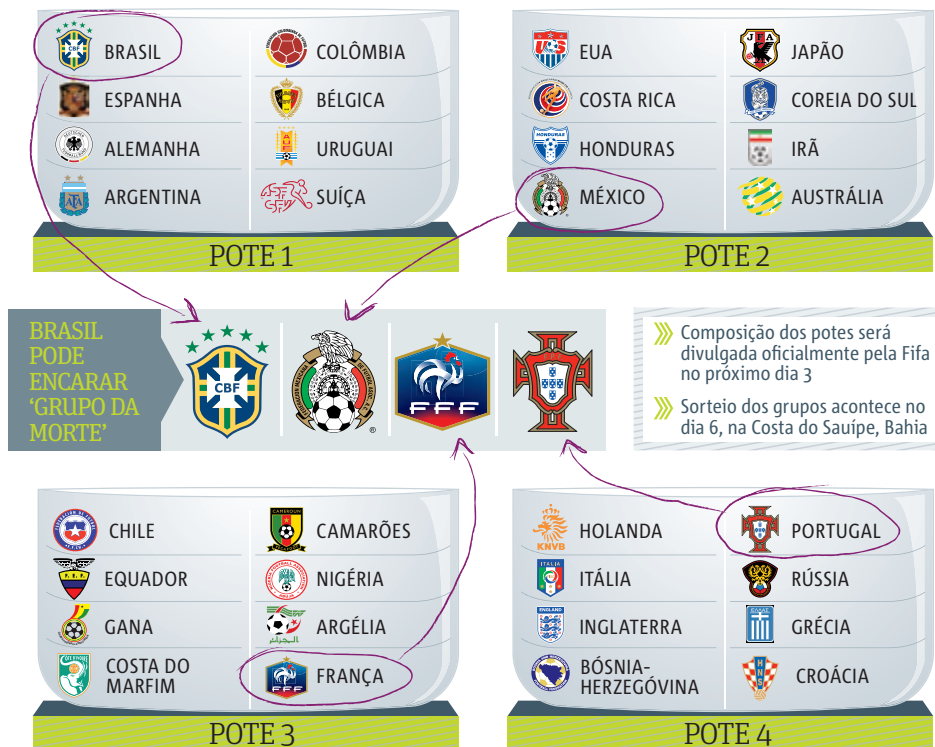 BRASIL
ESPANHA
ALEMANHA
ARGENTINA
COLÔMBIA
BÉLGICA
URUGUAI
SUÍÇA
POTE 1
EUA
COSTA RICA
HONDURAS
MÉXICO
JAPÃO
COREIA DO SUL
IRÃ
AUSTRÁLIA
POTE 2
BRASIL
PODE
ENCARAR
‘GRUPO DA
MORTE’
CBF
FFF
Composição dos potes será
divulgada oficialmente pela Fifa
no próximo dia 3
Sorteio dos grupos acontece no
dia 6, na Costa do Sauípe, Bahia
CHILE
EQUADOR
GANA
COSTA DO
MARFIM
CAMARÕES
NIGÉRIA
ARGÉLIA
FRANÇA
POTE 3
HOLANDA
ITÁLIA
INGLATERRA
BÓSNIA-
HERZEGÓVINA
PORTUGAL
RÚSSIA
GRÉCIA
CROÁCIA
POTE 4